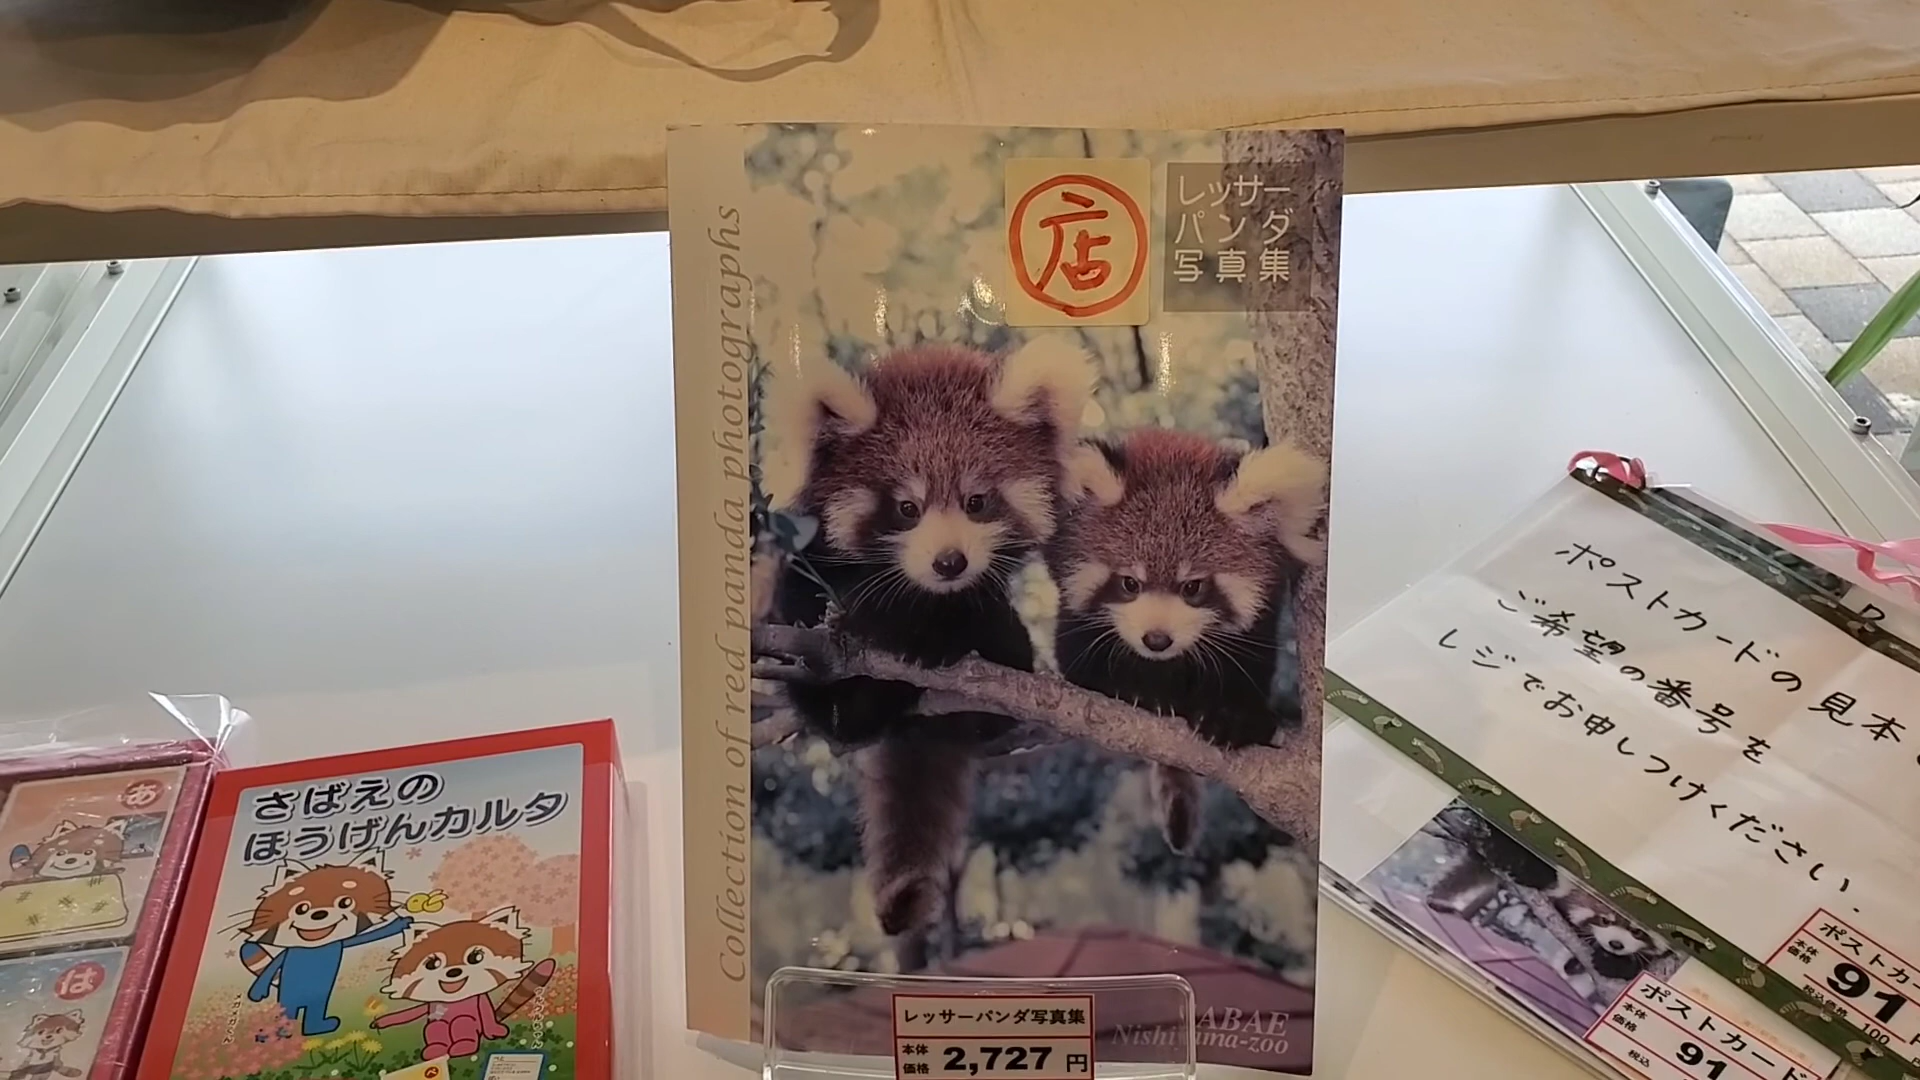 店
レッサー
パンダ
写真集
Collection of red panda photographs
ABAE
Nishiyama-zoo
レッサーパンダ写真集
本体
価格
2,727 円
さばえの
ほうげんカルタ
あ
は
ポストカードの見本
ご希望の番号を
レジでお申しつけください.
ポストカー
本体
価格
91
税込価格
100
ポストカード
本体
価格
91
税込